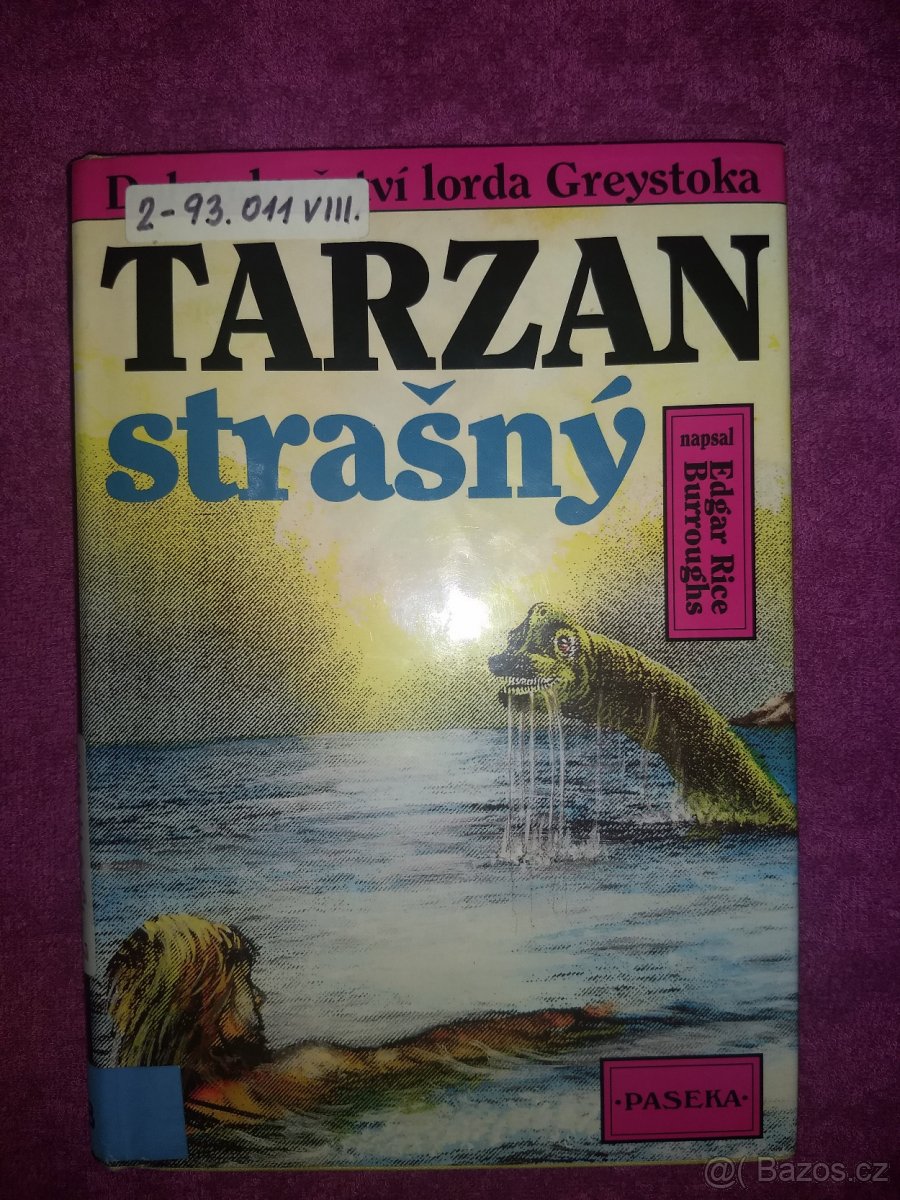 lorda Greystoka
2-93.011 VIII.
TARZAN
strašný
napsal
Edgar Rice
Burroughs
·PASEKA·
@( Bazos.cz